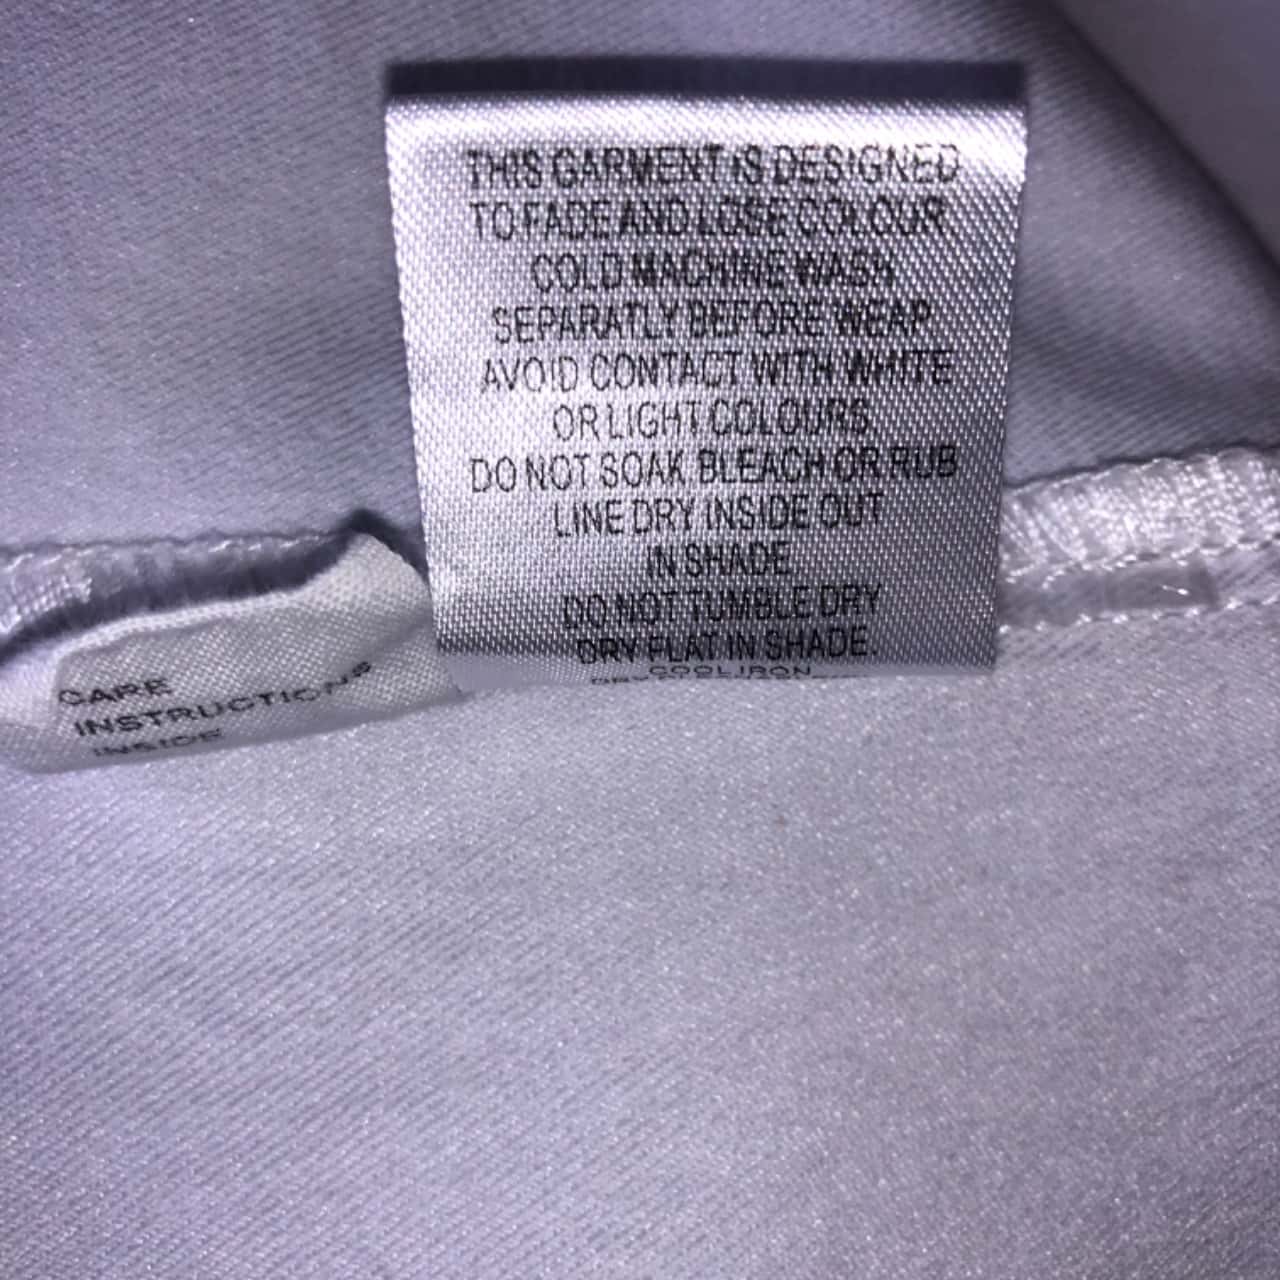 THIS GARMENT IS DESIGNED
TO FADE AND LOSE COLOUR
COLD MACHINE WASH
SEPARATLY BEFORE WEAR
AVOID CONTACT WITH WHITE
OR LIGHT COLOURS
DO NOT SOAK BLEACH OR RUB
LINE DRY INSIDE OUT
IN SHADE
DO NOT TUMBLE DRY
DRY FLAT IN SHADE.
COOL IRON
CARE
INSTRUCTIONS
INSIDE